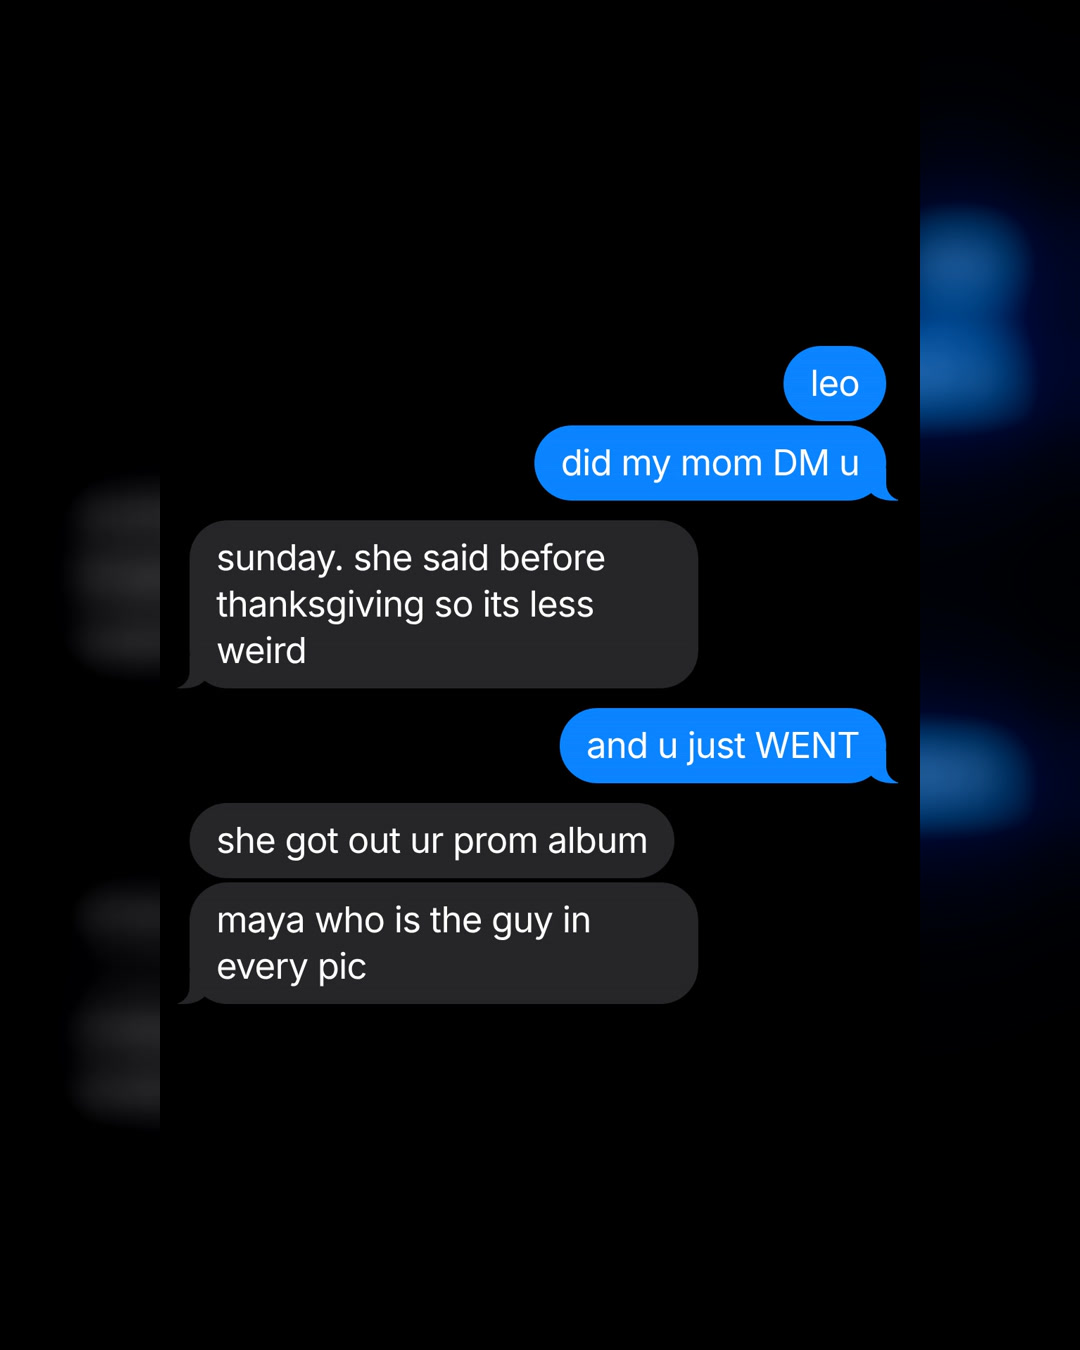 leo
did my mom DM u
sunday. she said before
thanksgiving so its less
weird
and u just WENT
she got out ur prom album
maya who is the guy in
every pic